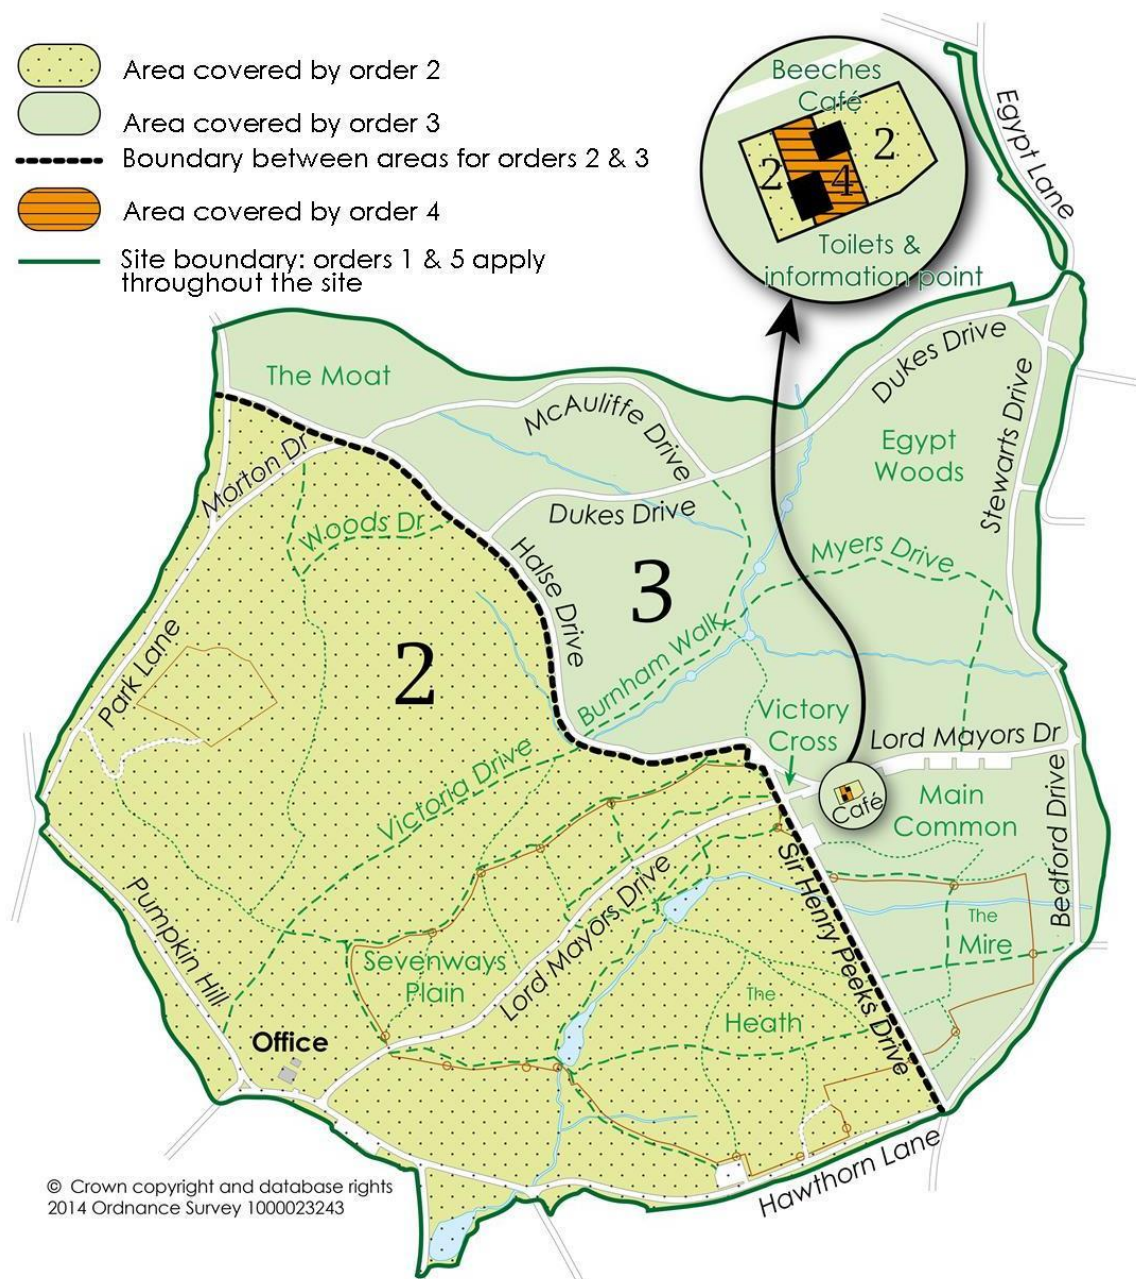 Area covered by order 2
Area covered by order 3
Boundary between areas for orders 2 & 3
Area covered by order 4
Site boundary: orders 1 & 5 apply
throughout the site
Beeches
Café
2
4
2
Toilets &
information point
Egypt Lane
The Moat
McAuliffe Drive
Dukes Drive
Stewarts Drive
Egypt
Woods
Morton Dr
Woods Dr
Dukes Drive
Halse Drive
3
Myers Drive
2
Burnham Walk
Park Lane
Victory
Cross
Lord Mayors Dr
Victoria Drive
Café
Main
Common
Bedford Drive
Sir Henry Peeks Drive
Lord Mayors Drive
Pumpkin Hill
The
Mire
Sevenways
Plain
The
Heath
Office
Hawthorn Lane
© Crown copyright and database rights
2014 Ordnance Survey 1000023243